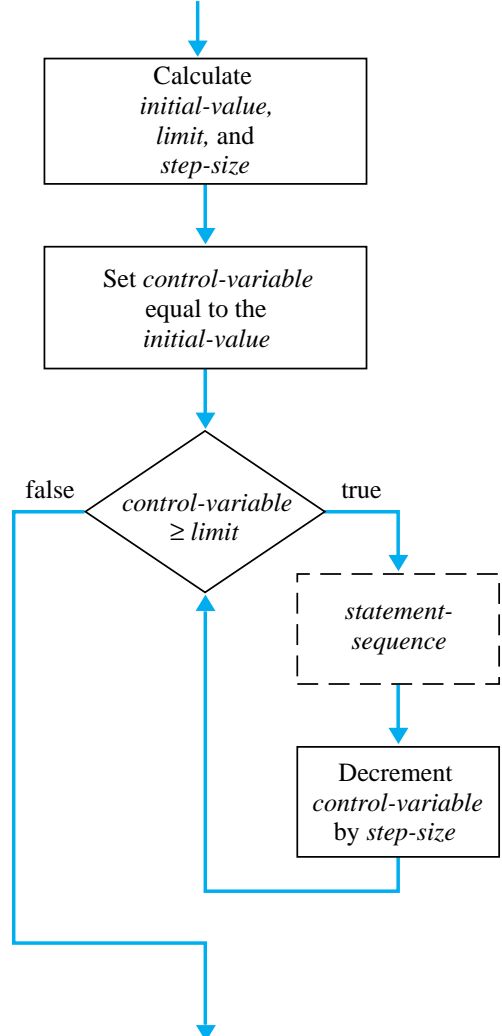 Calculate
initial-value,
limit, and
step-size
Set control-variable
equal to the
initial-value
false
control-variable
≥ limit
true
statement-
sequence
Decrement
control-variable
by step-size